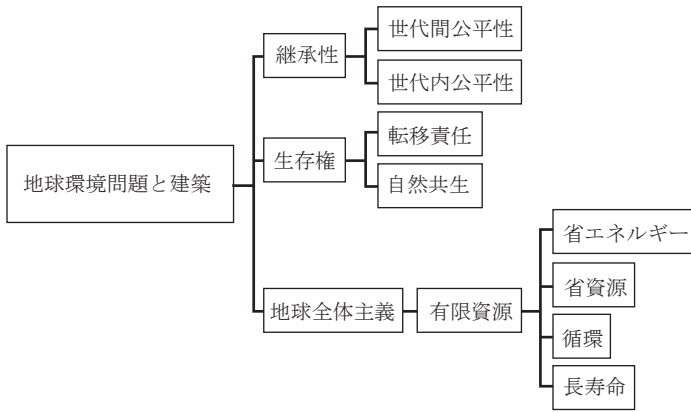 地球環境問題と建築
継承性
世代間公平性
世代内公平性
生存権
転移責任
自然共生
地球全体主義
有限資源
省エネルギー
省資源
循環
長寿命